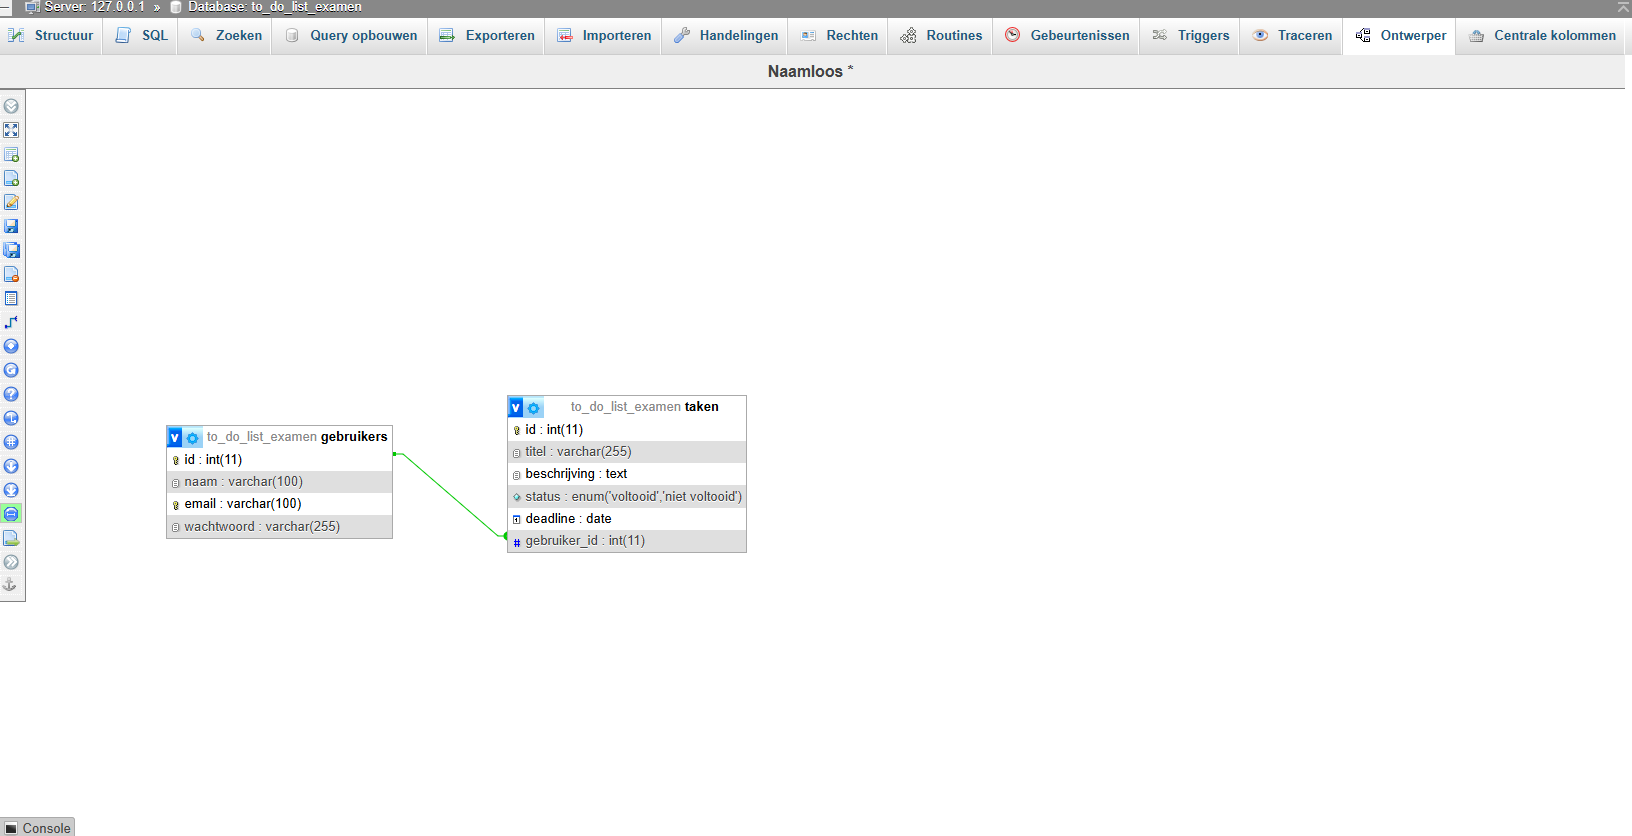 Server: 127.0.0.1 » Database: to_do_list_examen
Structuur SQL Zoeken Query opbouwen Exporteren Importeren Handelingen Rechten Routines Gebeurtenissen Triggers Traceren Ontwerper Centrale kolommen
Naamloos *
to_do_list_examen gebruikers
id : int(11)
naam : varchar(100)
email : varchar(100)
wachtwoord : varchar(255)
to_do_list_examen taken
id : int(11)
titel : varchar(255)
beschrijving : text
status : enum('voltooid','niet voltooid')
deadline : date
gebruiker_id : int(11)
Console